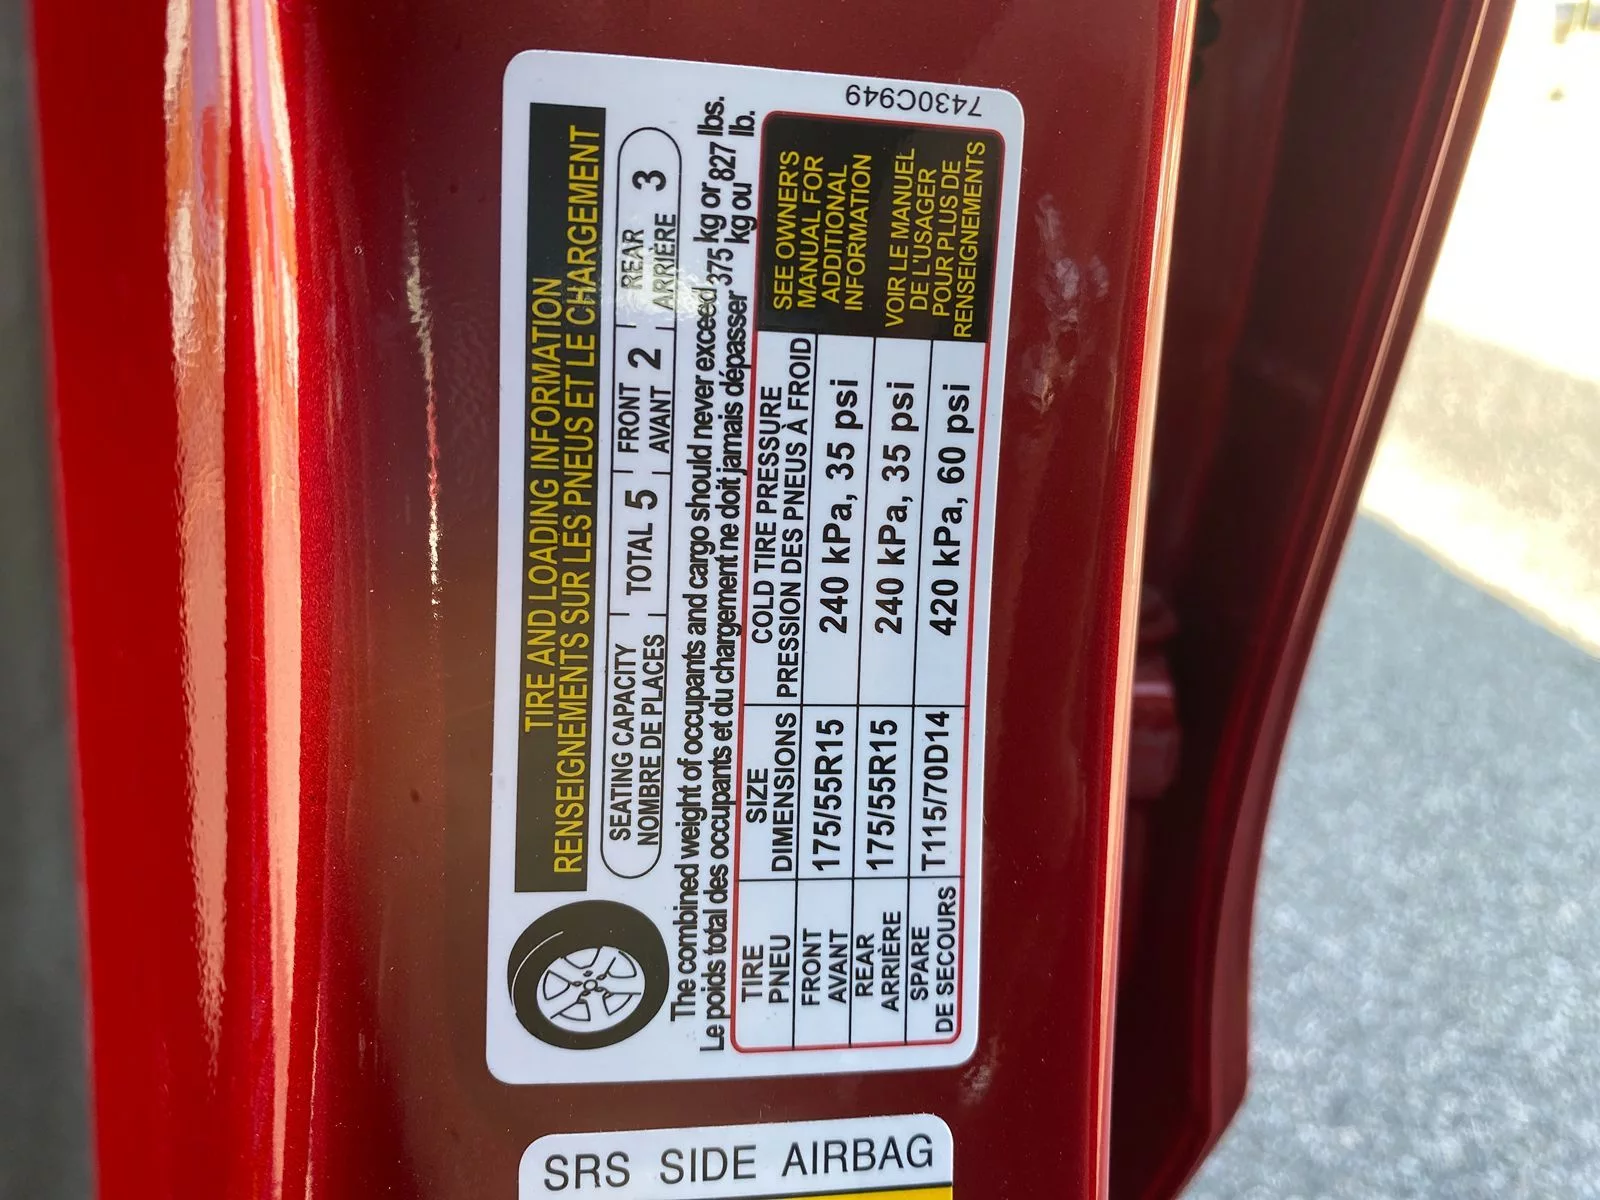 TIRE AND LOADING INFORMATION
RENSEIGNEMENTS SUR LES PNEUS ET LE CHARGEMENT
SEATING CAPACITY
NOMBRE DE PLACES
TOTAL 5
FRONT
AVANT
2
REAR
ARRIÈRE
3
The combined weight of occupants and cargo should never exceed 375 kg or 827 lbs.
Le poids total des occupants et du chargement ne doit jamais dépasser 375 kg ou 827 lb.
TIRE
PNEU
SIZE
DIMENSIONS
COLD TIRE PRESSURE
PRESSION DES PNEUS À FROID
FRONT
AVANT
175/55R15
240 kPa, 35 psi
REAR
ARRIÈRE
175/55R15
240 kPa, 35 psi
SPARE
DE SECOURS
T115/70D14
420 kPa, 60 psi
SEE OWNER'S
MANUAL FOR
ADDITIONAL
INFORMATION
VOIR LE MANUEL
DE L'USAGER
POUR PLUS DE
RENSEIGNEMENTS
7430C949
SRS SIDE AIRBAG